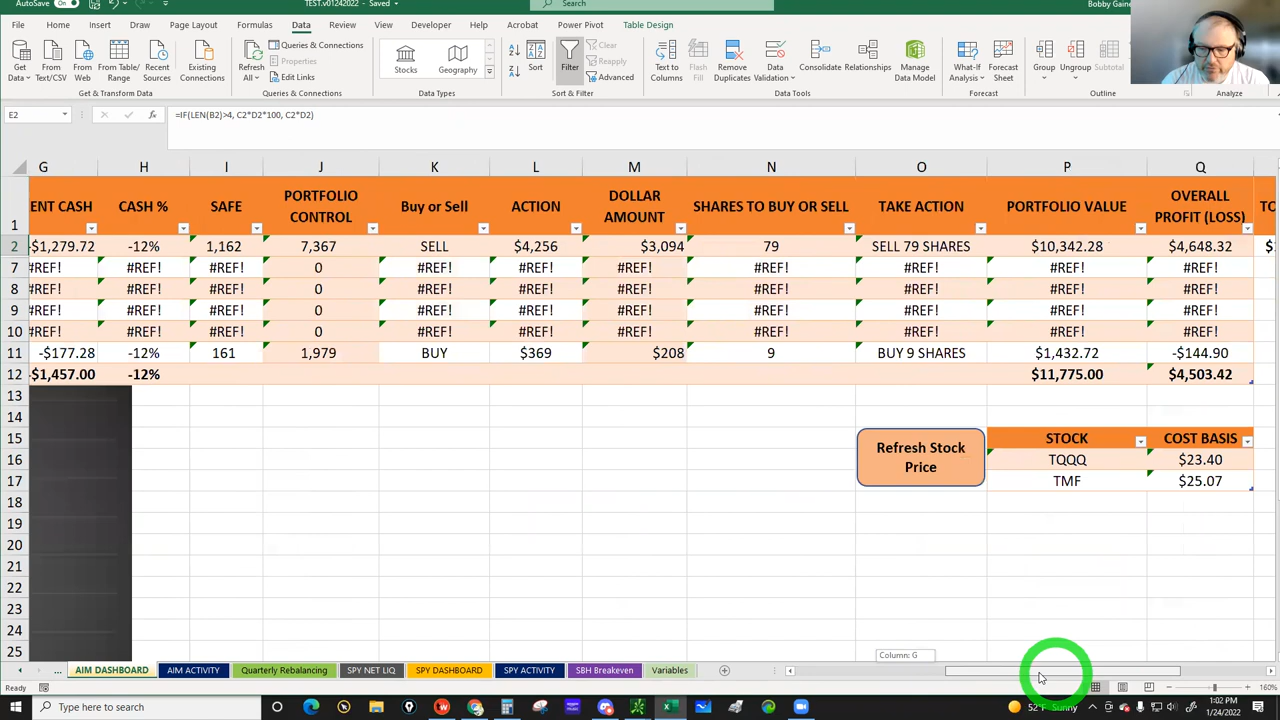 AutoSave On TEST.v01242022 - Saved Search Bobby Gaine
File Home Insert Draw Page Layout Formulas Data Review View Developer Help Acrobat Power Pivot Table Design
Get Data From Text/CSV From Web From Table/ Range Recent Sources Existing Connections Refresh All Queries & Connections Properties Edit Links Stocks Geography Sort Filter Clear Reapply Advanced Text to Columns Flash Fill Remove Duplicates Data Validation Consolidate Relationships Manage Data Model What-If Analysis Forecast Sheet Group Ungroup Subtotal
Get & Transform Data Queries & Connections Data Types Sort & Filter Data Tools Forecast Outline Analyze
E2 fx =IF(LEN(B2)>4, C2*D2*100, C2*D2)
G H I J K L M N O P Q
1 ENT CASH CASH % SAFE PORTFOLIO CONTROL Buy or Sell ACTION DOLLAR AMOUNT SHARES TO BUY OR SELL TAKE ACTION PORTFOLIO VALUE OVERALL PROFIT (LOSS) TO
2 -$1,279.72 -12% 1,162 7,367 SELL $4,256 $3,094 79 SELL 79 SHARES $10,342.28 $4,648.32 $
7 #REF! #REF! #REF! 0 #REF! #REF! #REF! #REF! #REF! #REF! #REF!
8 #REF! #REF! #REF! 0 #REF! #REF! #REF! #REF! #REF! #REF! #REF!
9 #REF! #REF! #REF! 0 #REF! #REF! #REF! #REF! #REF! #REF! #REF!
10 #REF! #REF! #REF! 0 #REF! #REF! #REF! #REF! #REF! #REF! #REF!
11 -$177.28 -12% 161 1,979 BUY $369 $208 9 BUY 9 SHARES $1,432.72 -$144.90
12 -$1,457.00 -12% $11,775.00 $4,503.42
13
14
15 Refresh Stock Price STOCK COST BASIS
16 TQQQ $23.40
17 TMF $25.07
18
19
20
21
22
23
24
25
Column: G
... AIM DASHBOARD AIM ACTIVITY Quarterly Rebalancing SPY NET LIQ SPY DASHBOARD SPY ACTIVITY SBH Breakeven Variables
Ready 160%
Type here to search 52°F Sunny 1:02 PM
1/24/2022